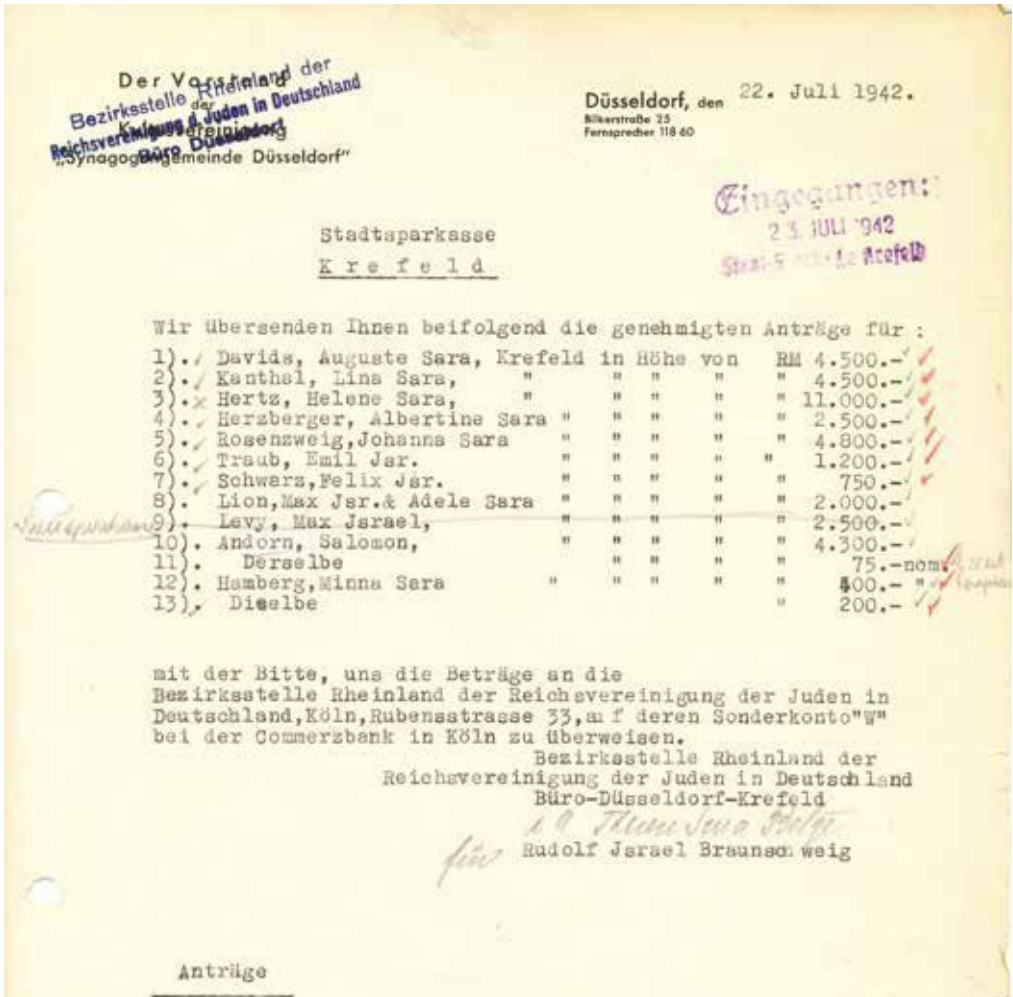 Der Vorstand
der
Kultusvereinigung
„Synagogengemeinde Düsseldorf"
Bezirksstelle Rheinland der
Reichsvereinigung d. Juden in Deutschland
Büro Düsseldorf
Düsseldorf, den 22. Juli 1942.
Bilkerstraße 25
Fernsprecher 118 60
Eingegangen:
23. JULI 1942
Krefeld
Stadtsparkasse
Krefeld
Wir übersenden Ihnen beifolgend die genehmigten Anträge für :
1). Davids, Auguste Sara, Krefeld in Höhe von RM 4.500.-
2). Kanthal, Lina Sara, " " " " " 4.500.-
3). Hertz, Helene Sara, " " " " " 11.000.-
4). Herzberger, Albertine Sara " " " " " 2.500.-
5). Rosenzweig,Johanna Sara " " " " " 4.800.-
6). Traub, Emil Jsr. " " " " " 1.200.-
7). Schwarz,Felix Jsr. " " " " " 750.-
8). Lion,Max Jsr.& Adele Sara " " " " " 2.000.-
9). Levy, Max Jsrael, " " " " " 2.500.-
10). Andorn, Salomon, " " " " " 4.300.-
11). Derselbe " " " " 75.-nom.
12). Hamberg,Minna Sara " " " " " " 400.- "
13). Dieselbe " 200.-
mit der Bitte, uns die Beträge an die
Bezirksstelle Rheinland der Reichsvereinigung der Juden in
Deutschland,Köln,Rubensstrasse 33,auf deren Sonderkonto"W"
bei der Commerzbank in Köln zu überweisen.
Bezirksstelle Rheinland der
Reichsvereinigung der Juden in Deutschland
Büro-Düsseldorf-Krefeld
für Rudolf Jsrael Braunschweig
Anträge